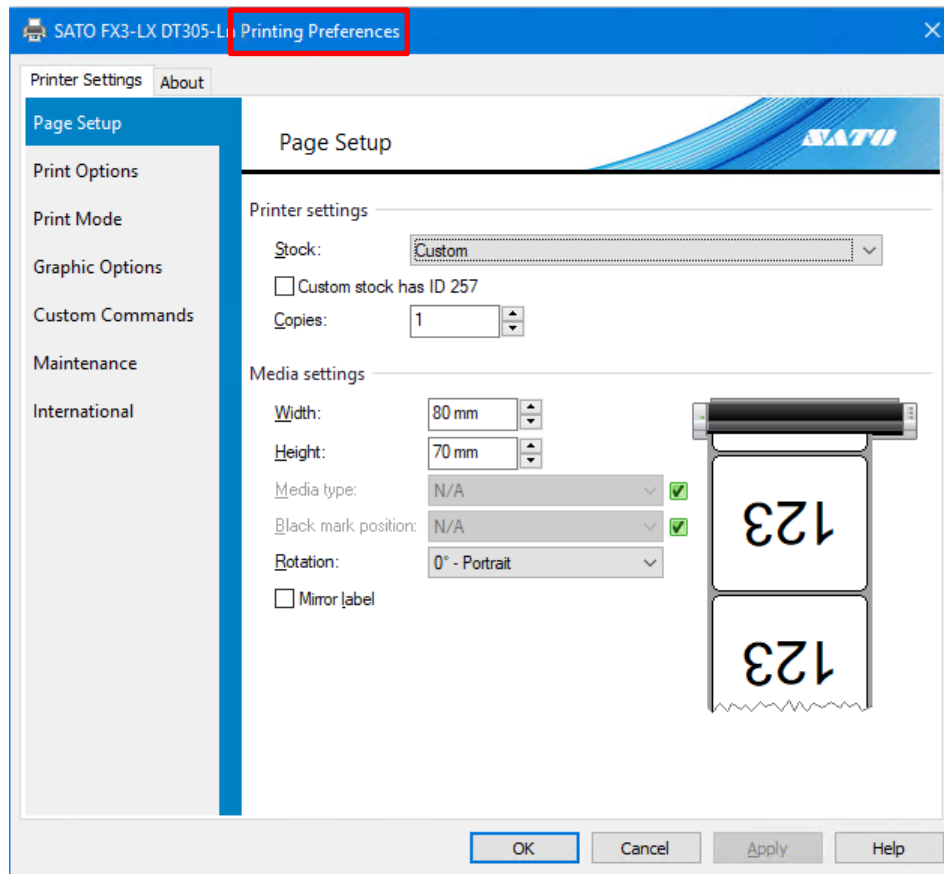 SATO FX3-LX DT305-Ln Printing Preferences
Printer Settings
About
Page Setup
Print Options
Print Mode
Graphic Options
Custom Commands
Maintenance
International
Page Setup
SATO
Printer settings
Stock:
Custom
Custom stock has ID 257
Copies:
1
Media settings
Width:
80 mm
Height:
70 mm
Media type:
N/A
Black mark position:
N/A
Rotation:
0° - Portrait
Mirror label
123
123
OK
Cancel
Apply
Help